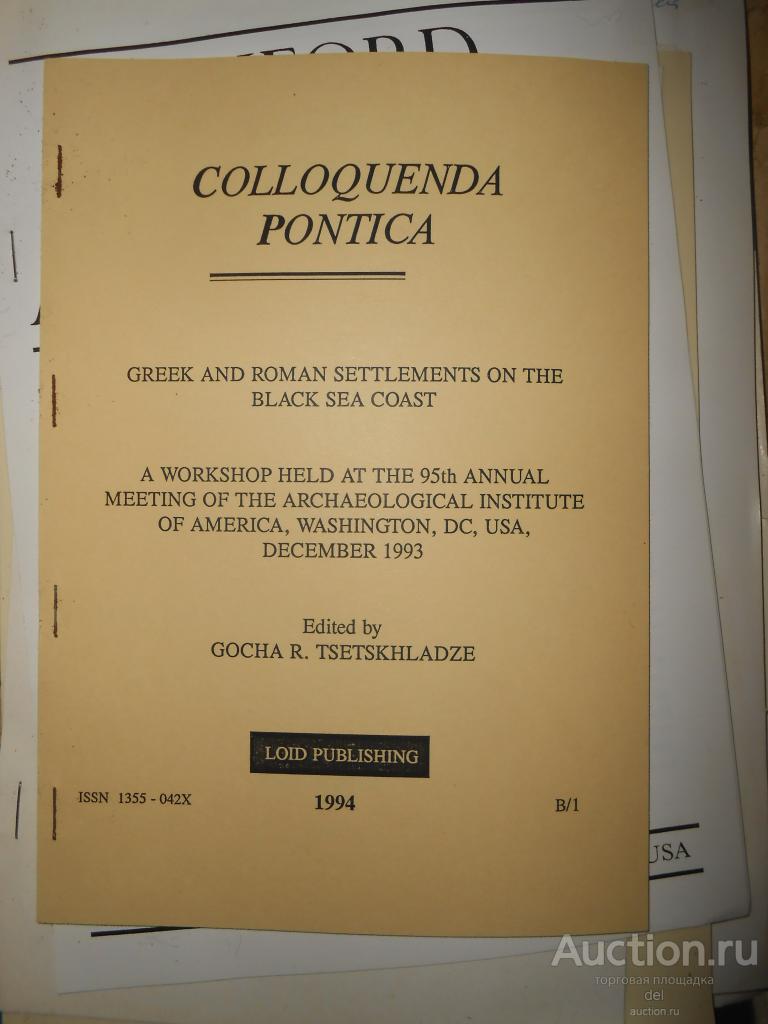 COLLOQUENDA
PONTICA
GREEK AND ROMAN SETTLEMENTS ON THE
BLACK SEA COAST
A WORKSHOP HELD AT THE 95th ANNUAL
MEETING OF THE ARCHAEOLOGICAL INSTITUTE
OF AMERICA, WASHINGTON, DC, USA,
DECEMBER 1993
Edited by
GOCHA R. TSETSKHLADZE
LOID PUBLISHING
ISSN 1355 - 042X 1994 B/1
USA
Auction.ru
торговая площадка
del
auction.ru